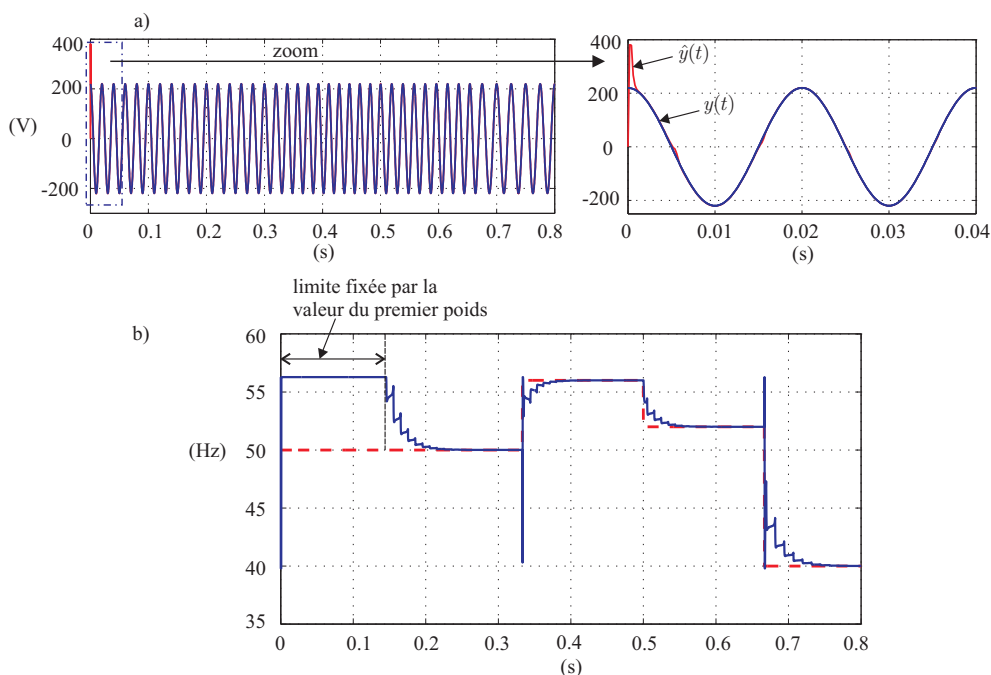 a)
zoom
400
200
0
-200
(V)
0 0.1 0.2 0.3 0.4 0.5 0.6 0.7 0.8
(s)
400
200
0
-200
ŷ(t)
y(t)
0 0.01 0.02 0.03 0.04
(s)
limite fixée par la
valeur du premier poids
b)
60
55
50
45
40
35
(Hz)
0 0.1 0.2 0.3 0.4 0.5 0.6 0.7 0.8
(s)